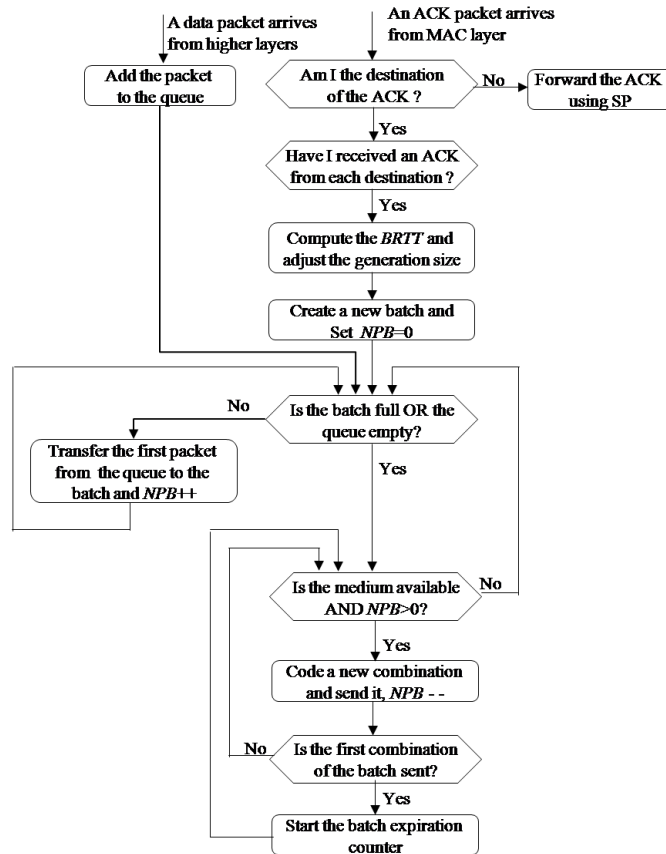 A data packet arrives
from higher layers
An ACK packet arrives
from MAC layer
Add the packet
to the queue
Am I the destination
of the ACK ?
No
Forward the ACK
using SP
Yes
Have I received an ACK
from each destination ?
Yes
Compute the BRTT and
adjust the generation size
Create a new batch and
Set NPB=0
No
Is the batch full OR the
queue empty?
Transfer the first packet
from the queue to the
batch and NPB++
Yes
Is the medium available
AND NPB>0?
No
Yes
Code a new combination
and send it, NPB - -
No
Is the first combination
of the batch sent?
Yes
Start the batch expiration
counter